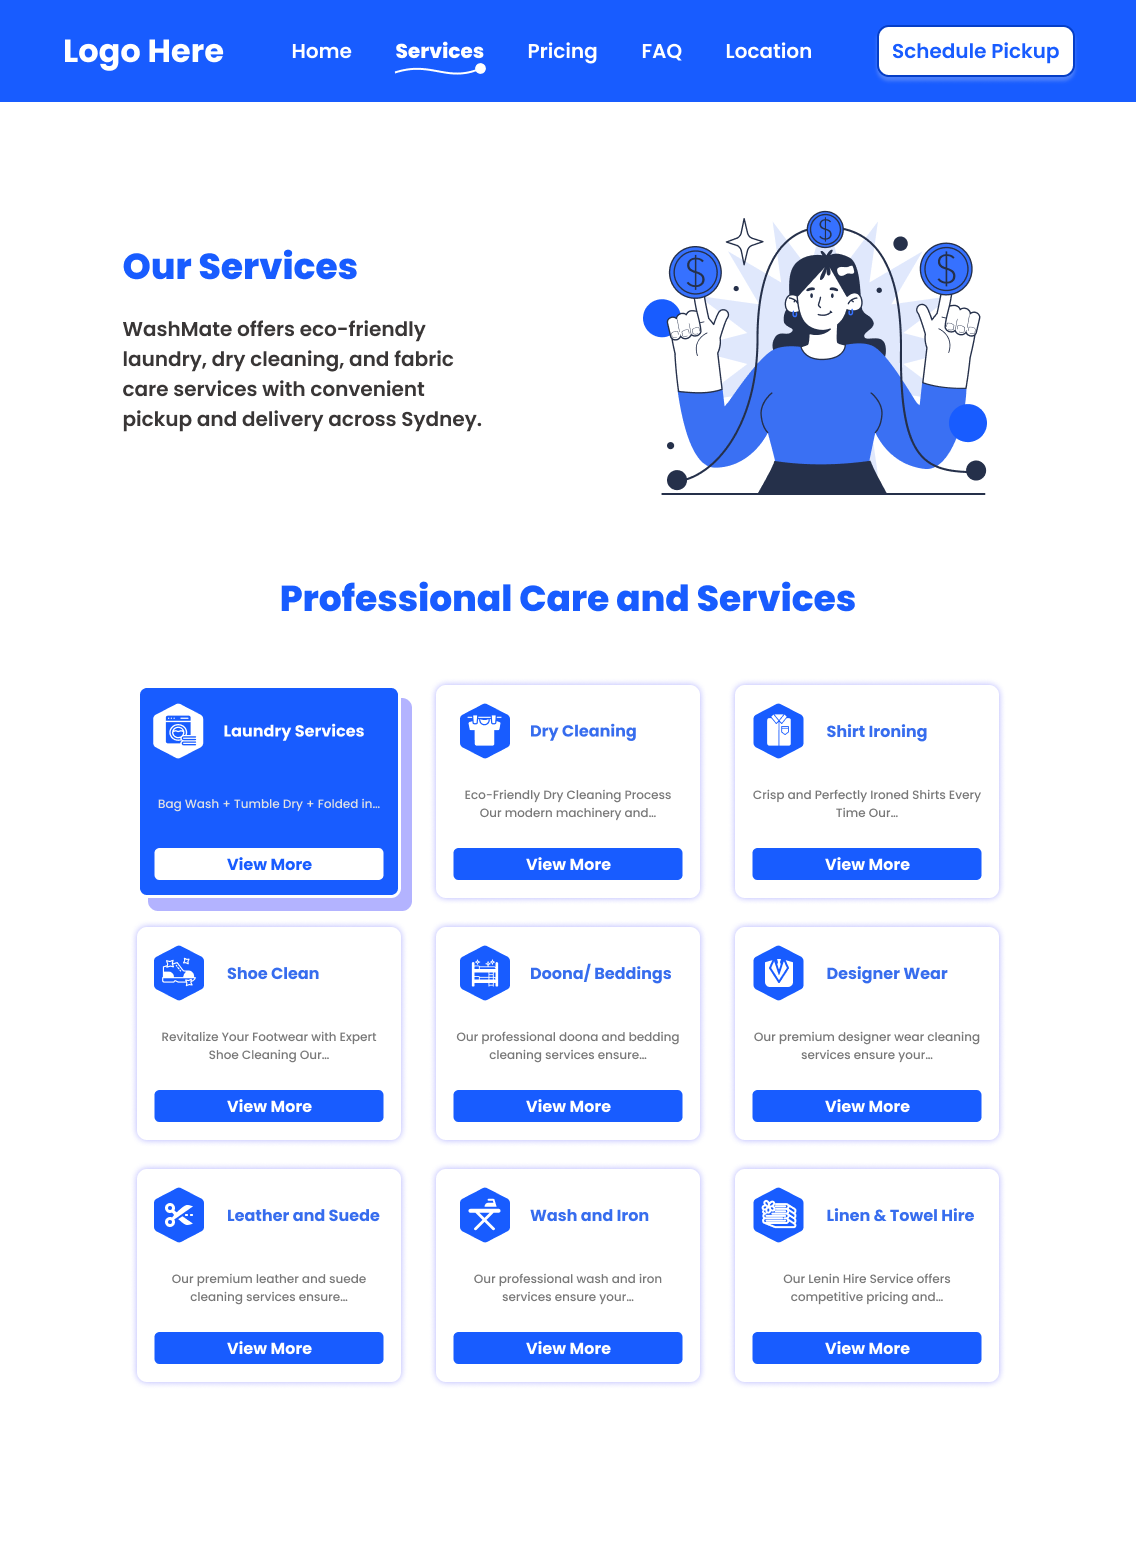 Logo Here
Home
Services
Pricing
FAQ
Location
Schedule Pickup
Our Services
WashMate offers eco-friendly
laundry, dry cleaning, and fabric
care services with convenient
pickup and delivery across Sydney.
$
$
$
Professional Care and Services
Laundry Services
Bag Wash + Tumble Dry + Folded in...
View More
Dry Cleaning
Eco-Friendly Dry Cleaning Process
Our modern machinery and...
View More
Shirt Ironing
Crisp and Perfectly Ironed Shirts Every
Time Our...
View More
Shoe Clean
Revitalize Your Footwear with Expert
Shoe Cleaning Our...
View More
Doona/ Beddings
Our professional doona and bedding
cleaning services ensure...
View More
Designer Wear
Our premium designer wear cleaning
services ensure your...
View More
Leather and Suede
Our premium leather and suede
cleaning services ensure...
View More
Wash and Iron
Our professional wash and iron
services ensure your...
View More
Linen & Towel Hire
Our Lenin Hire Service offers
competitive pricing and...
View More